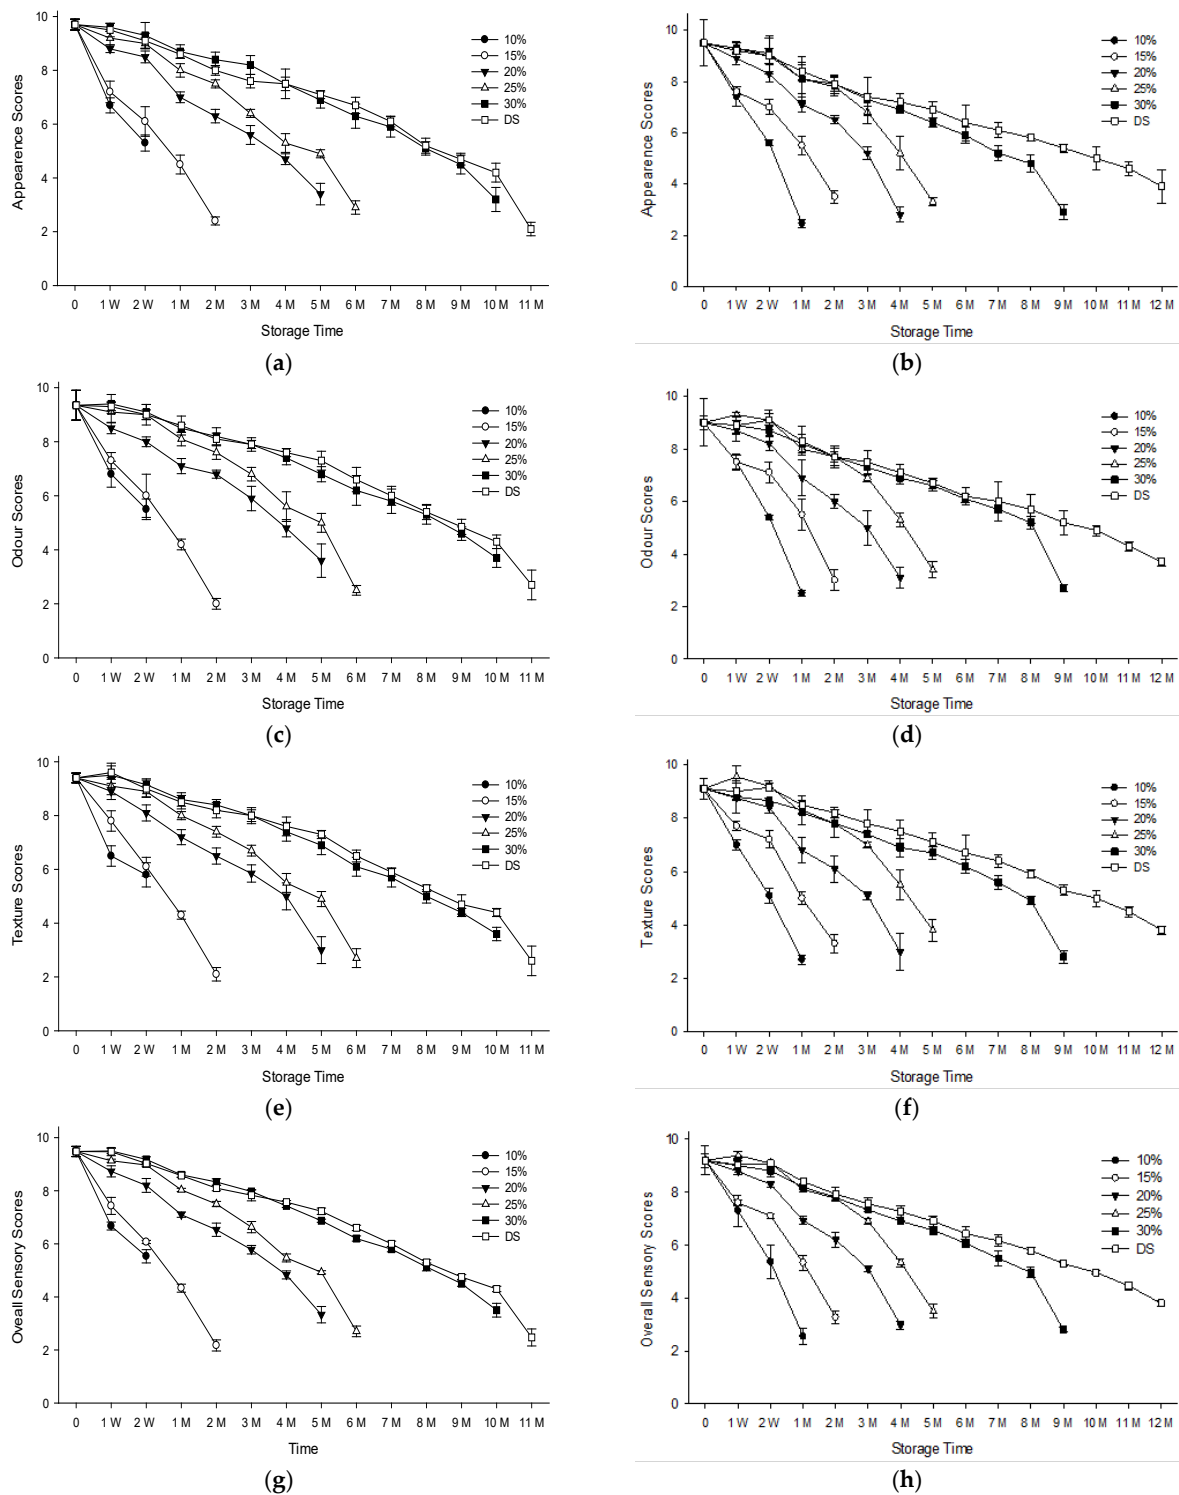 10
8
6
4
2
0
Appearence Scores
10%
15%
20%
25%
30%
DS
0 1 W 2 W 1 M 2 M 3 M 4 M 5 M 6 M 7 M 8 M 9 M 10 M 11 M
Storage Time
(a)
10
8
6
4
2
0
Appearence Scores
10%
15%
20%
25%
30%
DS
0 1 W 2 W 1 M 2 M 3 M 4 M 5 M 6 M 7 M 8 M 9 M 10 M 11 M 12 M
Storage Time
(b)
10
8
6
4
2
0
Odour Scores
10%
15%
20%
25%
30%
DS
0 1 W 2 W 1 M 2 M 3 M 4 M 5 M 6 M 7 M 8 M 9 M 10 M 11 M
Storage Time
(c)
10
8
6
4
2
0
Odour Scores
10%
15%
20%
25%
30%
DS
0 1 W 2 W 1 M 2 M 3 M 4 M 5 M 6 M 7 M 8 M 9 M 10 M 11 M 12 M
Storage Time
(d)
10
8
6
4
2
0
Texture Scores
10%
15%
20%
25%
30%
DS
0 1 W 2 W 1 M 2 M 3 M 4 M 5 M 6 M 7 M 8 M 9 M 10 M 11 M
Storage Time
(e)
10
8
6
4
2
0
Texture Scores
10%
15%
20%
25%
30%
DS
0 1 W 2 W 1 M 2 M 3 M 4 M 5 M 6 M 7 M 8 M 9 M 10 M 11 M 12 M
Storage Time
(f)
10
8
6
4
2
0
Oveall Sensory Scores
10%
15%
20%
25%
30%
DS
0 1 W 2 W 1 M 2 M 3 M 4 M 5 M 6 M 7 M 8 M 9 M 10 M 11 M
Time
(g)
10
8
6
4
2
0
Overall Sensory Scores
10%
15%
20%
25%
30%
DS
0 1 W 2 W 1 M 2 M 3 M 4 M 5 M 6 M 7 M 8 M 9 M 10 M 11 M 12 M
Storage Time
(h)